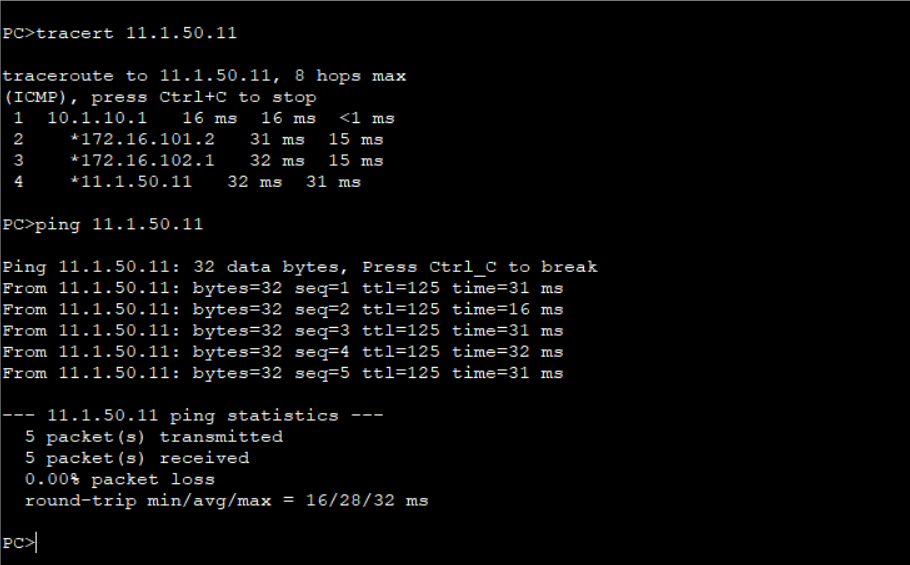 PC>tracert 11.1.50.11
traceroute to 11.1.50.11, 8 hops max
(ICMP), press Ctrl+C to stop
1  10.1.10.1   16 ms  16 ms  <1 ms
2    *172.16.101.2   31 ms  15 ms
3    *172.16.102.1   32 ms  15 ms
4    *11.1.50.11   32 ms  31 ms
PC>ping 11.1.50.11
Ping 11.1.50.11: 32 data bytes, Press Ctrl_C to break
From 11.1.50.11: bytes=32 seq=1 ttl=125 time=31 ms
From 11.1.50.11: bytes=32 seq=2 ttl=125 time=16 ms
From 11.1.50.11: bytes=32 seq=3 ttl=125 time=31 ms
From 11.1.50.11: bytes=32 seq=4 ttl=125 time=32 ms
From 11.1.50.11: bytes=32 seq=5 ttl=125 time=31 ms
--- 11.1.50.11 ping statistics ---
5 packet(s) transmitted
5 packet(s) received
0.00% packet loss
round-trip min/avg/max = 16/28/32 ms
PC>